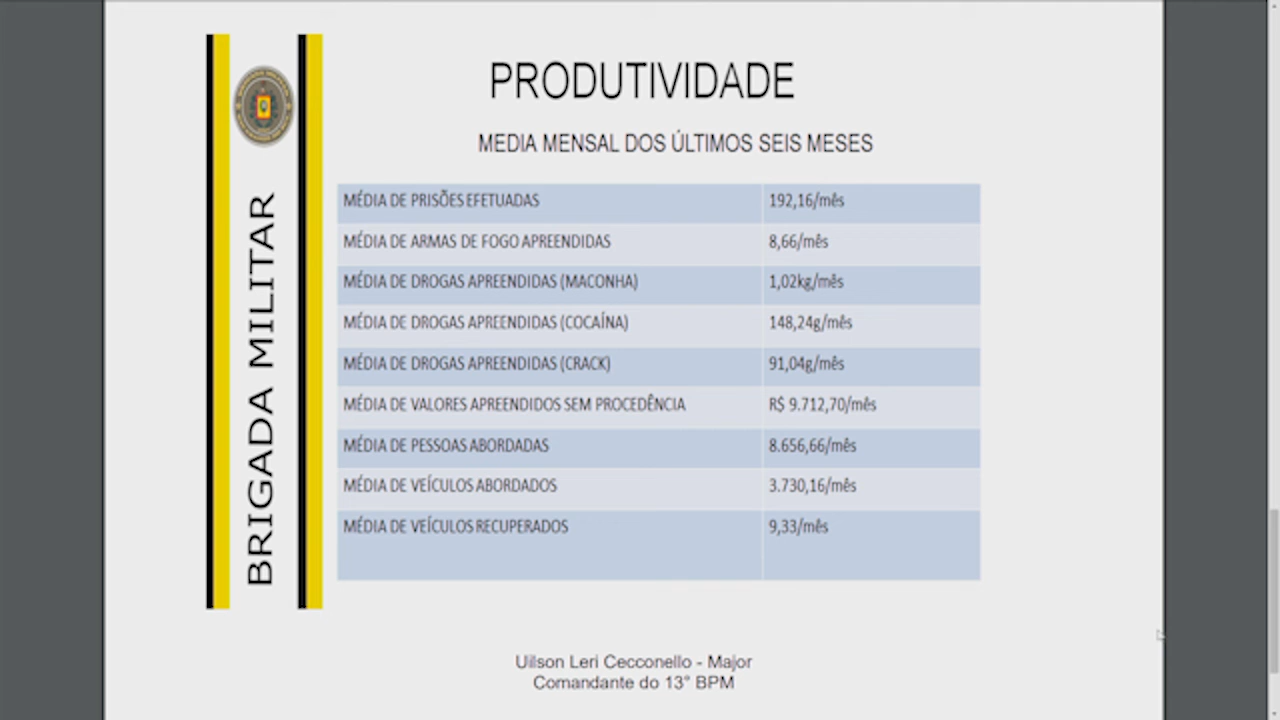 PRODUTIVIDADE
MEDIA MENSAL DOS ÚLTIMOS SEIS MESES
BRIGADA MILITAR
MÉDIA DE PRISÕES EFETUADAS 192,16/mês
MÉDIA DE ARMAS DE FOGO APREENDIDAS 8,66/mês
MÉDIA DE DROGAS APREENDIDAS (MACONHA) 1,02kg/mês
MÉDIA DE DROGAS APREENDIDAS (COCAÍNA) 148,24g/mês
MÉDIA DE DROGAS APREENDIDAS (CRACK) 91,04g/mês
MÉDIA DE VALORES APREENDIDOS SEM PROCEDÊNCIA R$ 9.712,70/mês
MÉDIA DE PESSOAS ABORDADAS 8.656,66/mês
MÉDIA DE VEÍCULOS ABORDADOS 3.730,16/mês
MÉDIA DE VEÍCULOS RECUPERADOS 9,33/mês
Uilson Leri Cecconello - Major
Comandante do 13° BPM